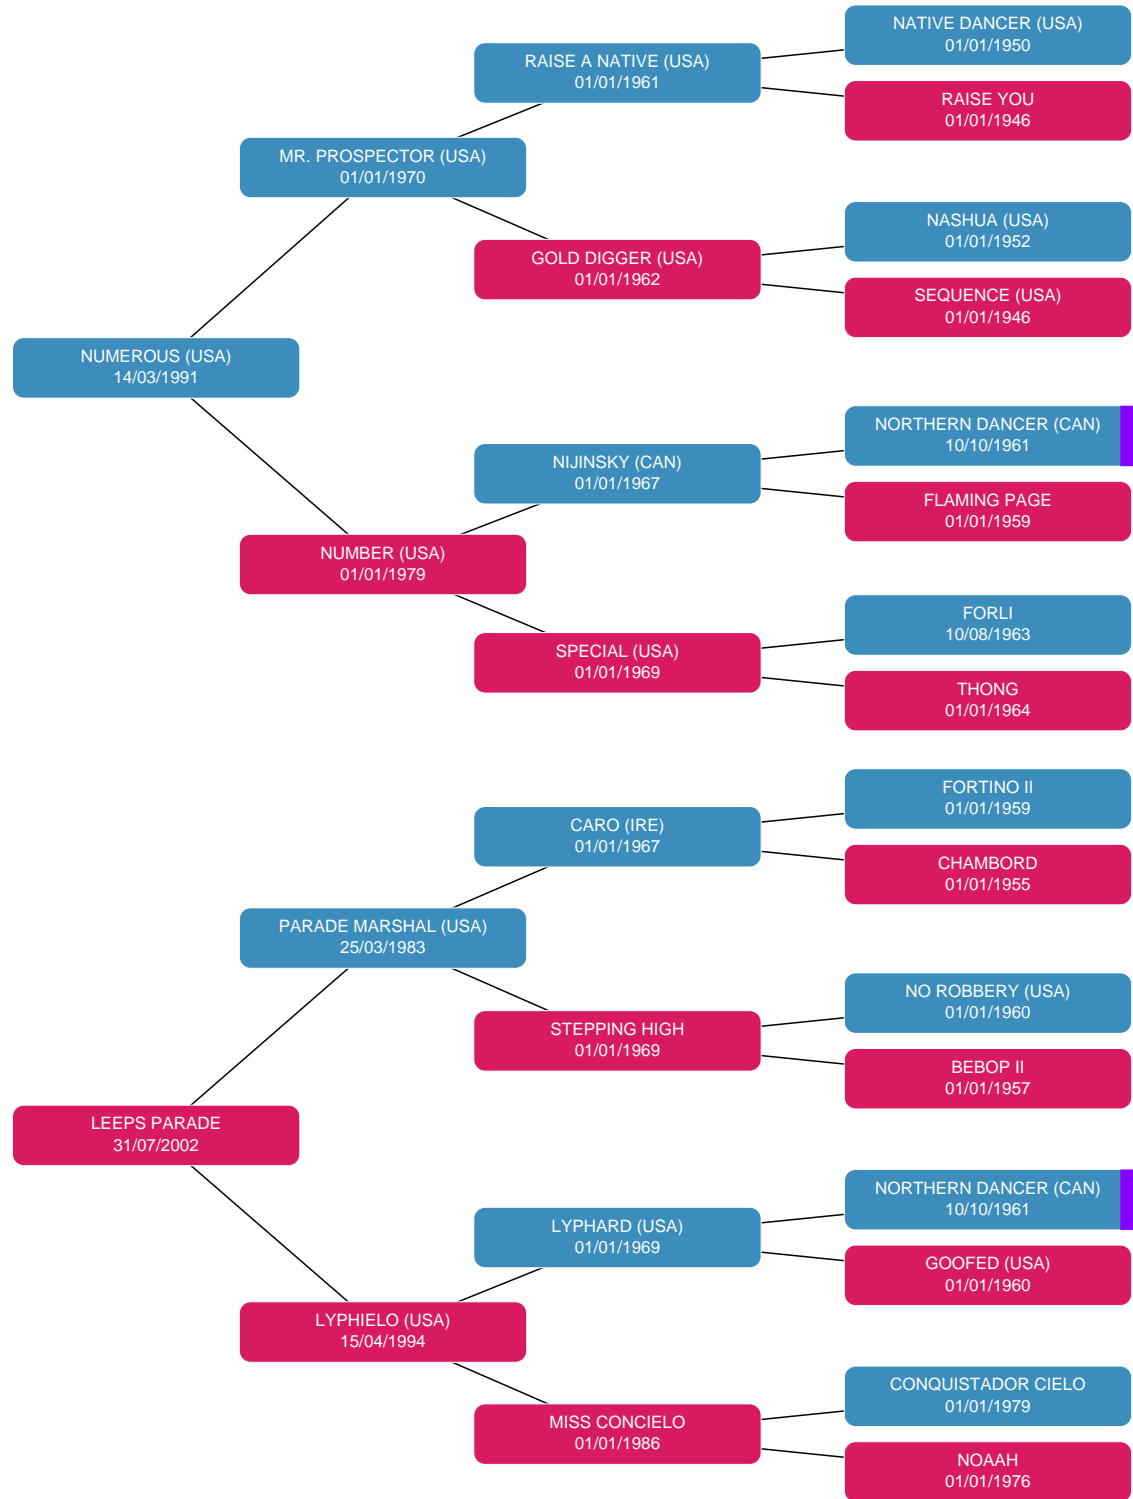 NATIVE DANCER (USA)
01/01/1950
RAISE A NATIVE (USA)
01/01/1961
RAISE YOU
01/01/1946
MR. PROSPECTOR (USA)
01/01/1970
NASHUA (USA)
01/01/1952
GOLD DIGGER (USA)
01/01/1962
SEQUENCE (USA)
01/01/1946
NUMEROUS (USA)
14/03/1991
NORTHERN DANCER (CAN)
10/10/1961
NIJINSKY (CAN)
01/01/1967
FLAMING PAGE
01/01/1959
NUMBER (USA)
01/01/1979
FORLI
10/08/1963
SPECIAL (USA)
01/01/1969
THONG
01/01/1964
FORTINO II
01/01/1959
CARO (IRE)
01/01/1967
CHAMBORD
01/01/1955
PARADE MARSHAL (USA)
25/03/1983
NO ROBBERY (USA)
01/01/1960
STEPPING HIGH
01/01/1969
BEBOP II
01/01/1957
LEEPS PARADE
31/07/2002
NORTHERN DANCER (CAN)
10/10/1961
LYPHARD (USA)
01/01/1969
GOOFED (USA)
01/01/1960
LYPHIELO (USA)
15/04/1994
CONQUISTADOR CIELO
01/01/1979
MISS CONCIELO
01/01/1986
NOAAH
01/01/1976